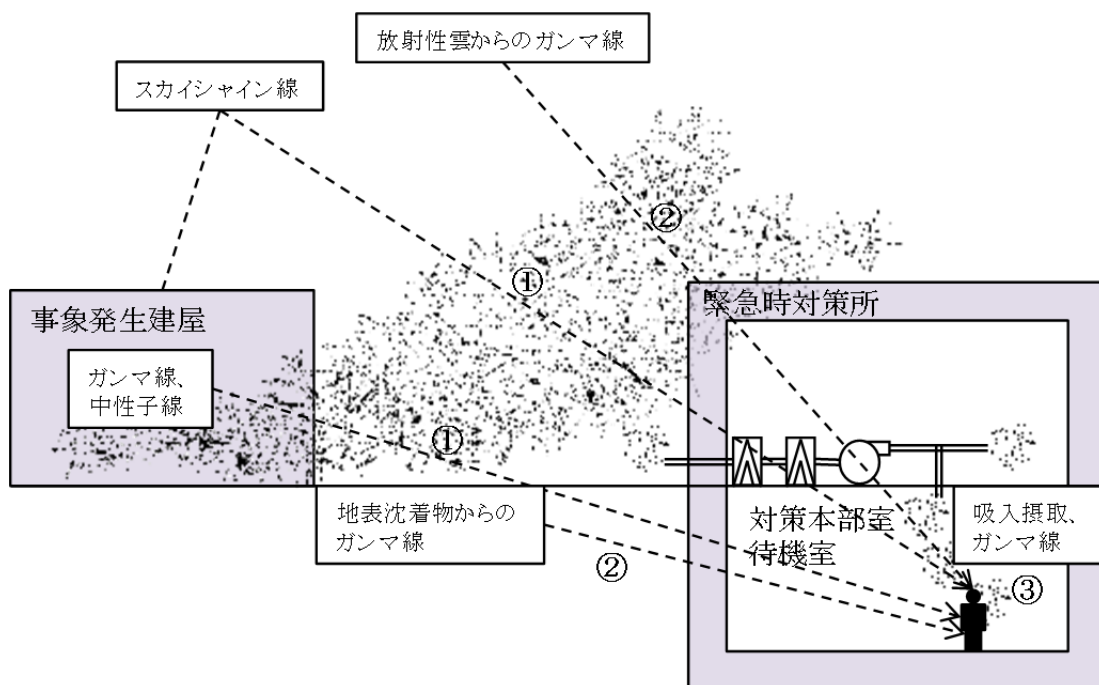 放射性雲からのガンマ線
スカイシャイン線
②
①
事象発生建屋
緊急時対策所
ガンマ線、
中性子線
①
地表沈着物からの
ガンマ線
②
対策本部室
待機室
吸入摂取、
ガンマ線
③